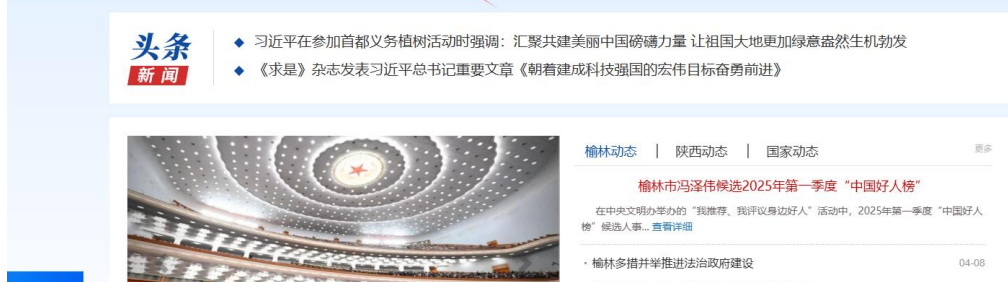 头条
新闻
◆ 习近平在参加首都义务植树活动时强调：汇聚共建美丽中国磅礴力量 让祖国大地更加绿意盎然生机勃发
◆ 《求是》杂志发表习近平总书记重要文章《朝着建成科技强国的宏伟目标奋勇前进》
榆林动态 | 陕西动态 | 国家动态 更多
榆林市冯泽伟候选2025年第一季度“中国好人榜”
在中央文明办举办的“我推荐、我评议身边好人”活动中，2025年第一季度“中国好人
榜”候选人事... 查看详细
· 榆林多措并举推进法治政府建设 04-08